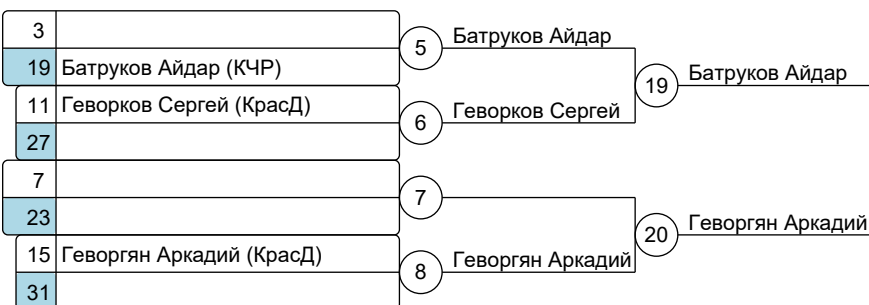 3
5 Батруков Айдар
19 Батруков Айдар (КЧР)
19 Батруков Айдар
11 Геворков Сергей (КрасД)
6 Геворков Сергей
27
7
7
23
20 Геворгян Аркадий
15 Геворгян Аркадий (КрасД)
8 Геворгян Аркадий
31